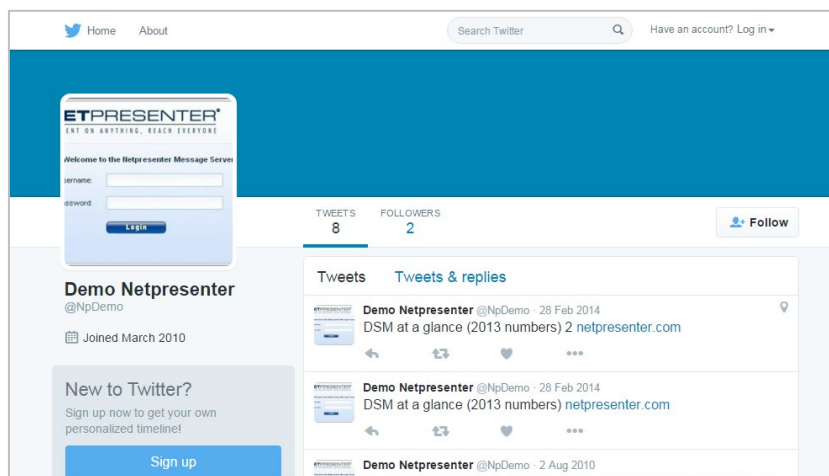 Home About Search Twitter Have an account? Log in
ETPRESENTER
ENT ON ANYTHING, REACH EVERYONE
Welcome to the Netpresenter Message Server
sername:
assword:
Login
TWEETS FOLLOWERS
8 2
Follow
Demo Netpresenter
@NpDemo
Joined March 2010
New to Twitter?
Sign up now to get your own
personalized timeline!
Sign up
Tweets Tweets & replies
Demo Netpresenter @NpDemo · 28 Feb 2014
DSM at a glance (2013 numbers) 2 netpresenter.com
Demo Netpresenter @NpDemo · 28 Feb 2014
DSM at a glance (2013 numbers) netpresenter.com
Demo Netpresenter @NpDemo · 2 Aug 2010